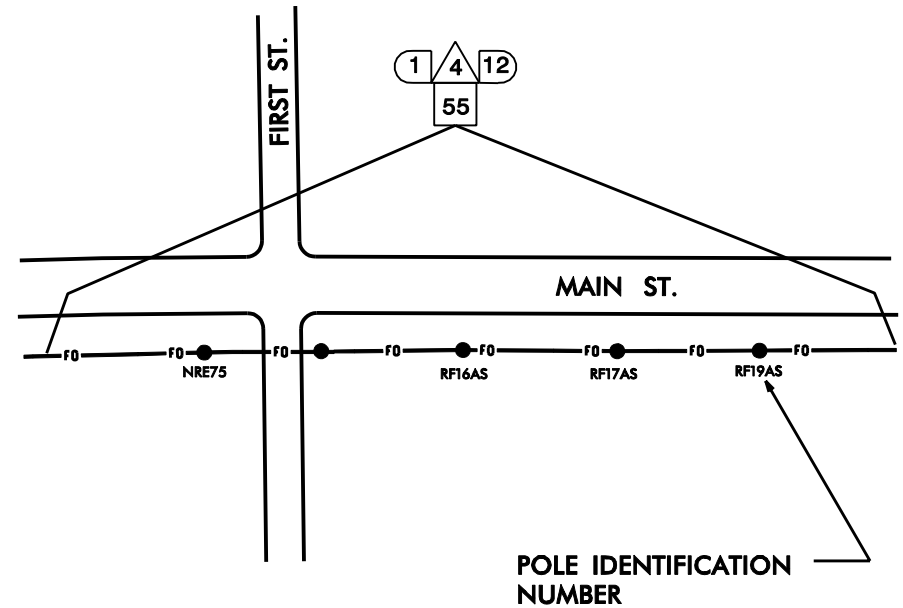 FIRST ST.
1 4 12
55
MAIN ST.
FO FO FO FO FO FO FO FO
NRE75 RF16AS RF17AS RF19AS
POLE IDENTIFICATION
NUMBER